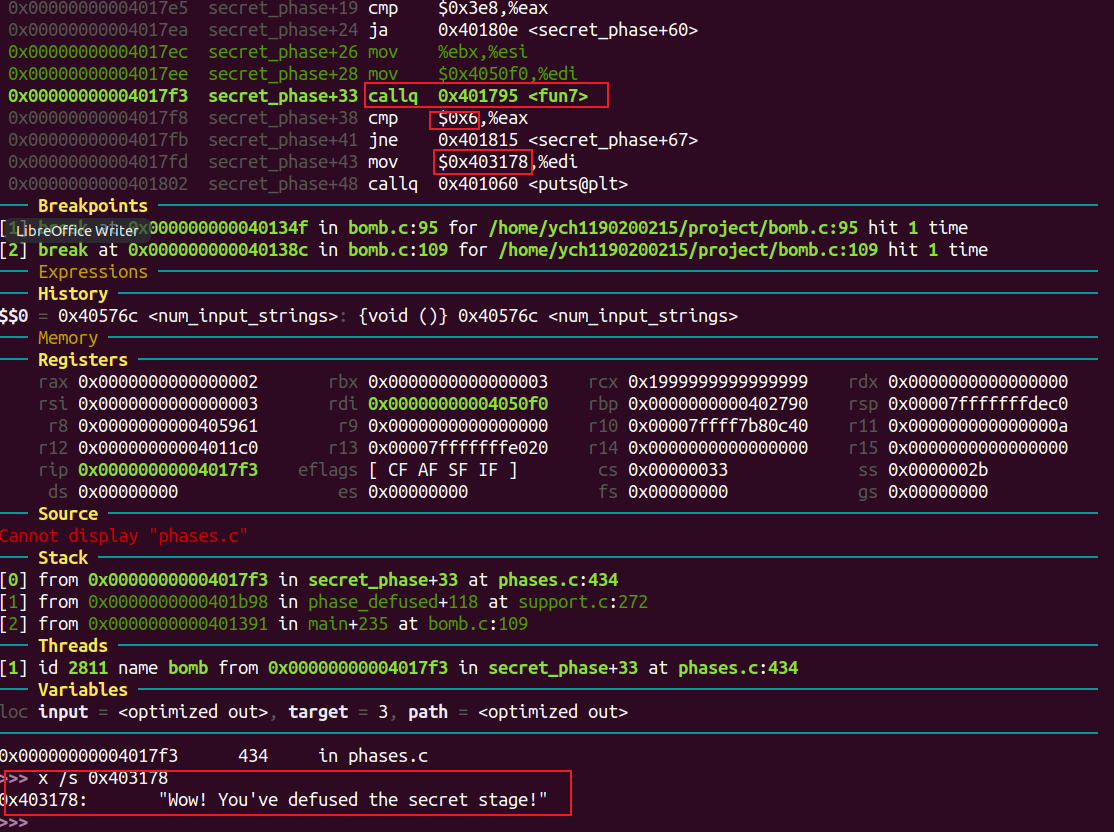 0x00000000004017e5 secret_phase+19 cmp $0x3e8,%eax
0x00000000004017ea secret_phase+24 ja 0x40180e <secret_phase+60>
0x00000000004017ec secret_phase+26 mov %ebx,%esi
0x00000000004017ee secret_phase+28 mov $0x4050f0,%edi
0x00000000004017f3 secret_phase+33 callq 0x401795 <fun7>
0x00000000004017f8 secret_phase+38 cmp $0x6,%eax
0x00000000004017fb secret_phase+41 jne 0x401815 <secret_phase+67>
0x00000000004017fd secret_phase+43 mov $0x403178,%edi
0x0000000000401802 secret_phase+48 callq 0x401060 <puts@plt>
Breakpoints
[1] break at 0x000000000040134f in bomb.c:95 for /home/ych1190200215/project/bomb.c:95 hit 1 time
LibreOffice Writer
[2] break at 0x000000000040138c in bomb.c:109 for /home/ych1190200215/project/bomb.c:109 hit 1 time
Expressions
History
$$0 = 0x40576c <num_input_strings>: {void ()} 0x40576c <num_input_strings>
Memory
Registers
rax 0x0000000000000002 rbx 0x0000000000000003 rcx 0x1999999999999999 rdx 0x0000000000000000
rsi 0x0000000000000003 rdi 0x00000000004050f0 rbp 0x0000000000402790 rsp 0x00007fffffffdec0
r8 0x0000000000405961 r9 0x0000000000000000 r10 0x00007ffff7b80c40 r11 0x000000000000000a
r12 0x00000000004011c0 r13 0x00007fffffffe020 r14 0x0000000000000000 r15 0x0000000000000000
rip 0x00000000004017f3 eflags [ CF AF SF IF ] cs 0x00000033 ss 0x0000002b
ds 0x00000000 es 0x00000000 fs 0x00000000 gs 0x00000000
Source
Cannot display "phases.c"
Stack
[0] from 0x00000000004017f3 in secret_phase+33 at phases.c:434
[1] from 0x0000000000401b98 in phase_defused+118 at support.c:272
[2] from 0x0000000000401391 in main+235 at bomb.c:109
Threads
[1] id 2811 name bomb from 0x00000000004017f3 in secret_phase+33 at phases.c:434
Variables
loc input = <optimized out>, target = 3, path = <optimized out>
0x00000000004017f3 434 in phases.c
>>> x /s 0x403178
0x403178: "Wow! You've defused the secret stage!"
>>>